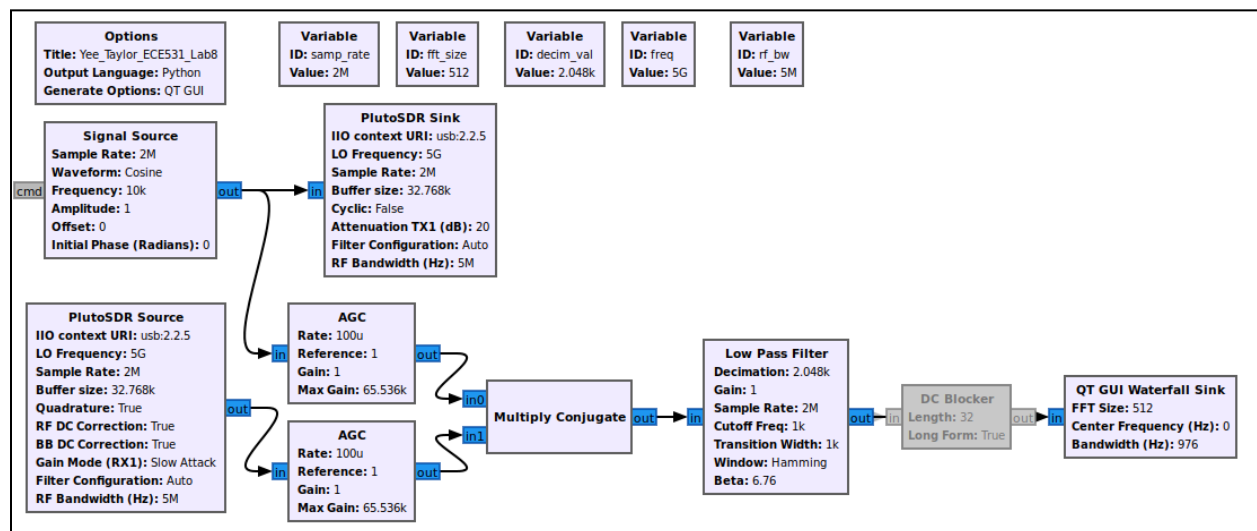 Options
Title: Yee_Taylor_ECE531_Lab8
Output Language: Python
Generate Options: QT GUI
Variable
ID: samp_rate
Value: 2M
Variable
ID: fft_size
Value: 512
Variable
ID: decim_val
Value: 2.048k
Variable
ID: freq
Value: 5G
Variable
ID: rf_bw
Value: 5M
Signal Source
Sample Rate: 2M
Waveform: Cosine
Frequency: 10k
Amplitude: 1
Offset: 0
Initial Phase (Radians): 0
cmd
out
PlutoSDR Sink
IIO context URI: usb:2.2.5
LO Frequency: 5G
Sample Rate: 2M
Buffer size: 32.768k
Cyclic: False
Attenuation TX1 (dB): 20
Filter Configuration: Auto
RF Bandwidth (Hz): 5M
in
PlutoSDR Source
IIO context URI: usb:2.2.5
LO Frequency: 5G
Sample Rate: 2M
Buffer size: 32.768k
Quadrature: True
RF DC Correction: True
BB DC Correction: True
Gain Mode (RX1): Slow Attack
Filter Configuration: Auto
RF Bandwidth (Hz): 5M
out
AGC
Rate: 100u
Reference: 1
Gain: 1
Max Gain: 65.536k
in
out
AGC
Rate: 100u
Reference: 1
Gain: 1
Max Gain: 65.536k
in
out
in0
in1
Multiply Conjugate
out
Low Pass Filter
Decimation: 2.048k
Gain: 1
Sample Rate: 2M
Cutoff Freq: 1k
Transition Width: 1k
Window: Hamming
Beta: 6.76
in
out
DC Blocker
Length: 32
Long Form: True
in
out
QT GUI Waterfall Sink
FFT Size: 512
Center Frequency (Hz): 0
Bandwidth (Hz): 976
in